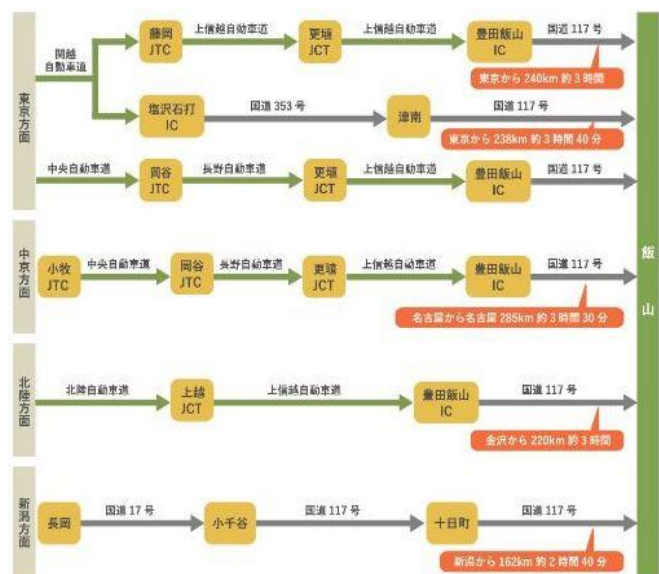 東京方面
関越
自動車道
藤岡
JTC
上信越自動車道
更埴
JCT
上信越自動車道
豊田飯山
IC
国道 117 号
東京から 240km 約 3 時間
塩沢石打
IC
国道 353 号
津南
国道 117 号
東京から 238km 約 3 時間 40 分
中央自動車道
岡谷
JTC
長野自動車道
更埴
JCT
上信越自動車道
豊田飯山
IC
国道 117 号
中京方面
小牧
JTC
中央自動車道
岡谷
JTC
長野自動車道
更埴
JCT
上信越自動車道
豊田飯山
IC
国道 117 号
名古屋から名古屋 285km 約 3 時間 30 分
北陸方面
北陸自動車道
上越
JCT
上信越自動車道
豊田飯山
IC
国道 117 号
金沢から 220km 約 3 時間
新潟方面
長岡
国道 17 号
小千谷
国道 117 号
十日町
国道 117 号
新潟から 162km 約 2 時間 40 分
飯山